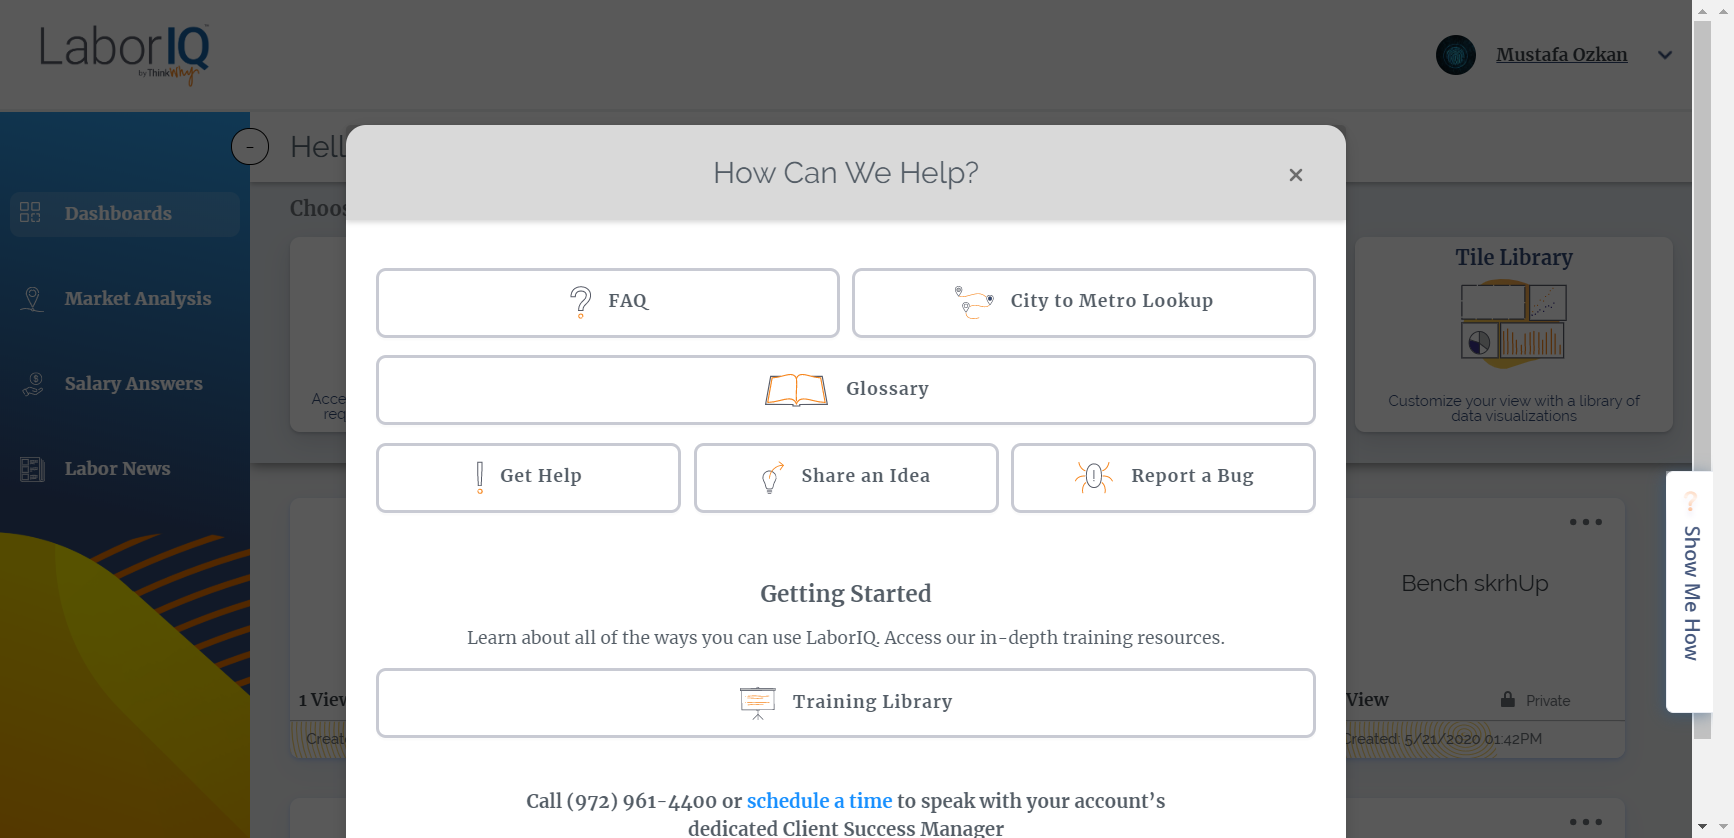 LaborIQ
by ThinkWhy
Mustafa Ozkan
Hell
How Can We Help?
Dashboards
Market Analysis
Salary Answers
Labor News
Choos
Acce
req
FAQ
City to Metro Lookup
Glossary
Get Help
Share an Idea
Report a Bug
Getting Started
Learn about all of the ways you can use LaborIQ. Access our in-depth training resources.
Training Library
Call (972) 961-4400 or schedule a time to speak with your account’s
dedicated Client Success Manager
Tile Library
Customize your view with a library of
data visualizations
Bench skrhUp
1 View
View
Private
Create
Created: 5/21/2020 01:42PM
Show Me How